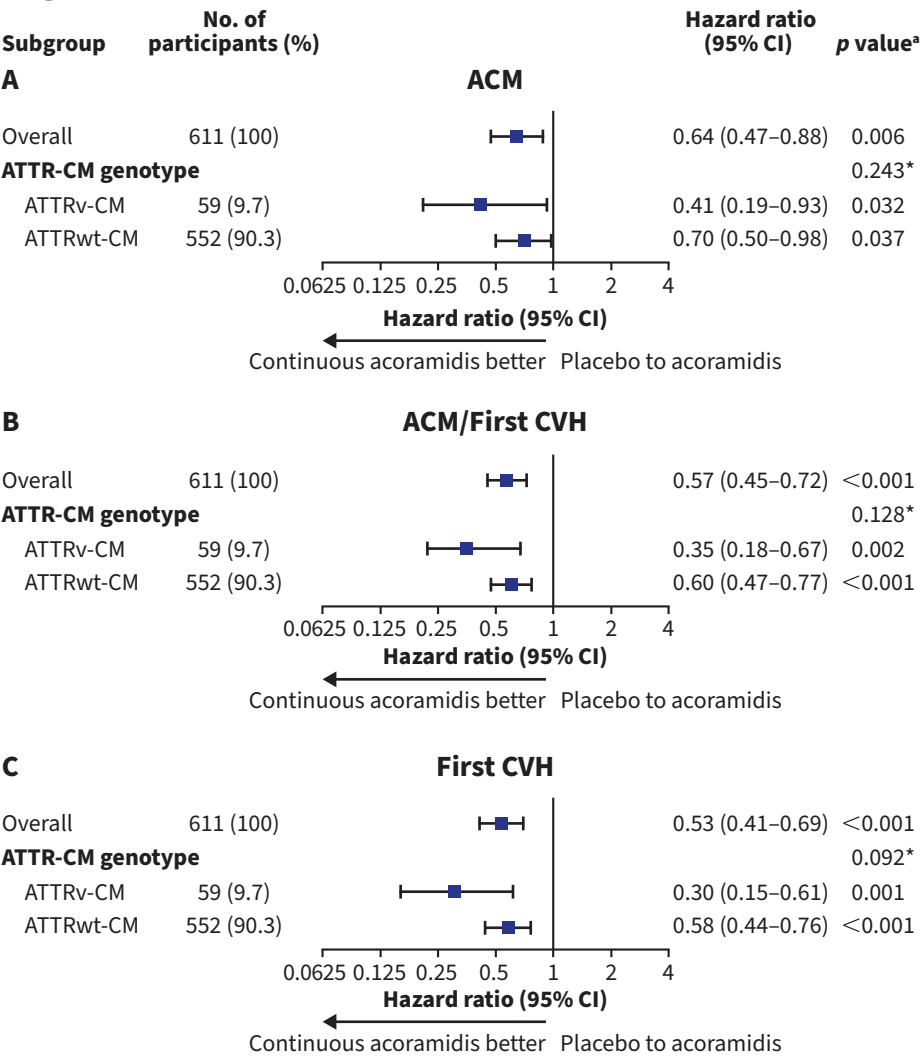 Subgroup No. of participants (%) Hazard ratio (95% CI) p valueᵃ
A ACM
Overall 611 (100) 0.64 (0.47–0.88) 0.006
ATTR-CM genotype 0.243*
ATTRv-CM 59 (9.7) 0.41 (0.19–0.93) 0.032
ATTRwt-CM 552 (90.3) 0.70 (0.50–0.98) 0.037
0.0625 0.125 0.25 0.5 1 2 4
Hazard ratio (95% CI)
Continuous acoramidis better Placebo to acoramidis
B ACM/First CVH
Overall 611 (100) 0.57 (0.45–0.72) <0.001
ATTR-CM genotype 0.128*
ATTRv-CM 59 (9.7) 0.35 (0.18–0.67) 0.002
ATTRwt-CM 552 (90.3) 0.60 (0.47–0.77) <0.001
0.0625 0.125 0.25 0.5 1 2 4
Hazard ratio (95% CI)
Continuous acoramidis better Placebo to acoramidis
C First CVH
Overall 611 (100) 0.53 (0.41–0.69) <0.001
ATTR-CM genotype 0.092*
ATTRv-CM 59 (9.7) 0.30 (0.15–0.61) 0.001
ATTRwt-CM 552 (90.3) 0.58 (0.44–0.76) <0.001
0.0625 0.125 0.25 0.5 1 2 4
Hazard ratio (95% CI)
Continuous acoramidis better Placebo to acoramidis